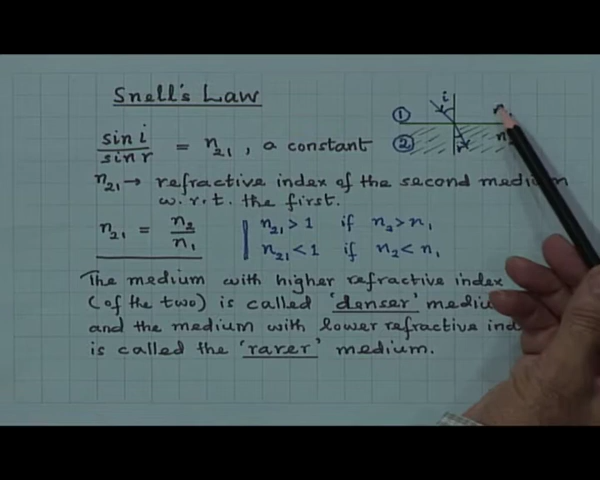 Snell's Law
sin i / sin r = n₂₁, a constant
n₂₁ → refractive index of the second medium
w.r.t. the first.
n₂₁ = n₂ / n₁
n₂₁ > 1 if n₂ > n₁
n₂₁ < 1 if n₂ < n₁
The medium with higher refractive index
(of the two) is called 'denser'
and the medium with lower refractive
is called the 'rarer' medium.
i
①
②
r